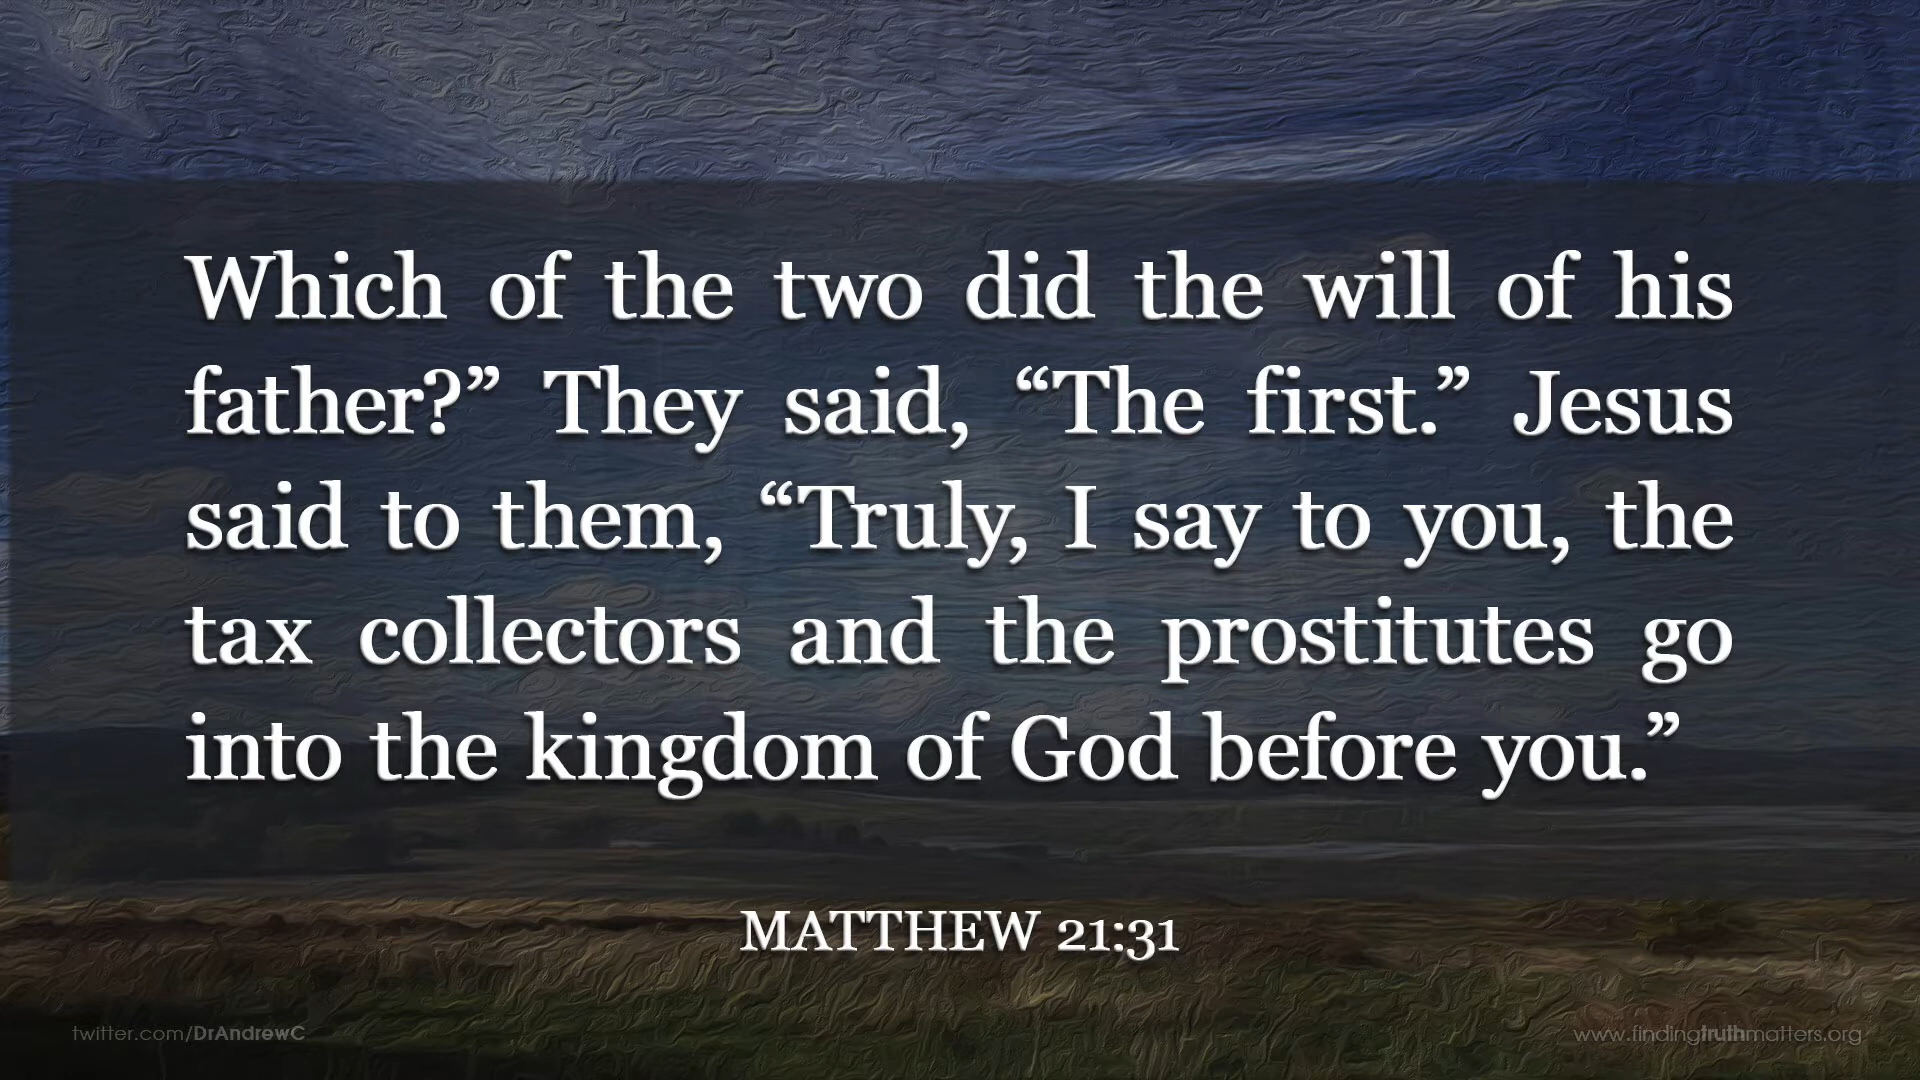 Which of the two did the will of his
father?” They said, “The first.” Jesus
said to them, “Truly, I say to you, the
tax collectors and the prostitutes go
into the kingdom of God before you.”
MATTHEW 21:31
twitter.com/DrAndrewC
www.findingtruthmatters.org